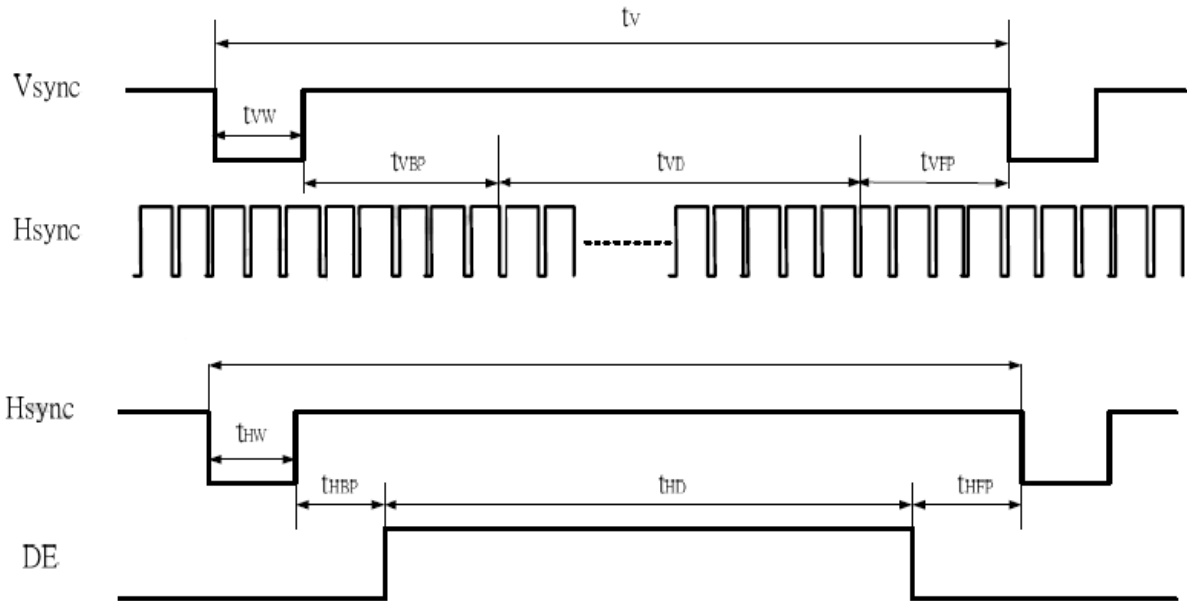 tV
Vsync
tVW
tVBP
tVD
tVFP
Hsync
Hsync
tHW
tHBP
tHD
tHFP
DE